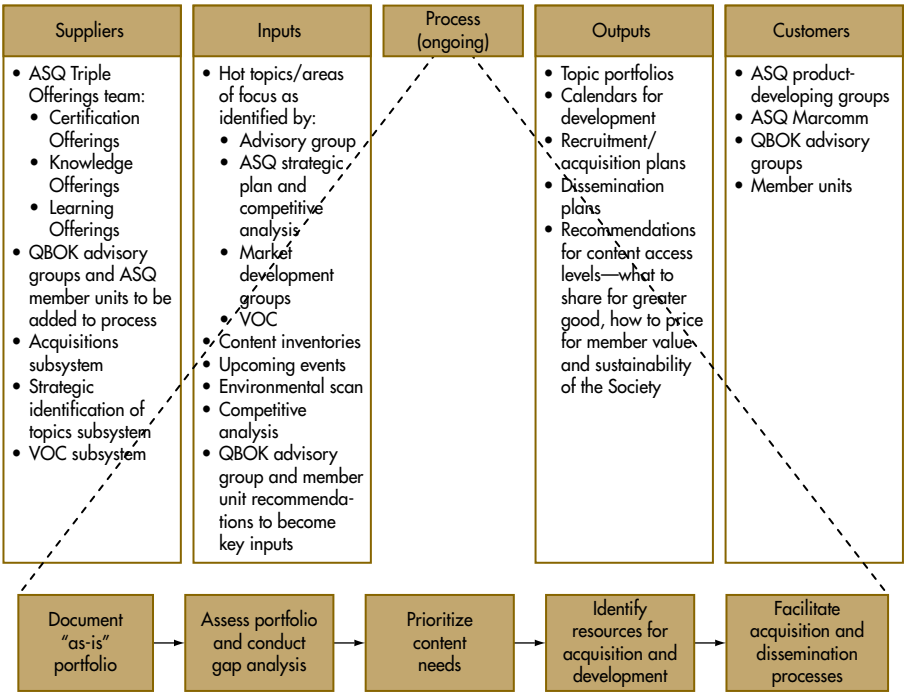 Suppliers
• ASQ Triple
Offerings team:
• Certification
Offerings
• Knowledge
Offerings
• Learning
Offerings
• QBOK advisory
groups and ASQ
member units to be
added to process
• Acquisitions
subsystem
• Strategic
identification of
topics subsystem
• VOC subsystem
Inputs
• Hot topics/areas
of focus as
identified by:
• Advisory group
• ASQ strategic
plan and
competitive
analysis
• Market
development
groups
• VOC
• Content inventories
• Upcoming events
• Environmental scan
• Competitive
analysis
• QBOK advisory
group and member
unit recommenda-
tions to become
key inputs
Process
(ongoing)
Outputs
• Topic portfolios
• Calendars for
development
• Recruitment/
acquisition plans
• Dissemination
plans
• Recommendations
for content access
levels—what to
share for greater
good, how to price
for member value
and sustainability
of the Society
Customers
• ASQ product-
developing groups
• ASQ Marcomm
• QBOK advisory
groups
• Member units
Document
“as-is”
portfolio
Assess portfolio
and conduct
gap analysis
Prioritize
content
needs
Identify
resources for
acquisition and
development
Facilitate
acquisition and
dissemination
processes